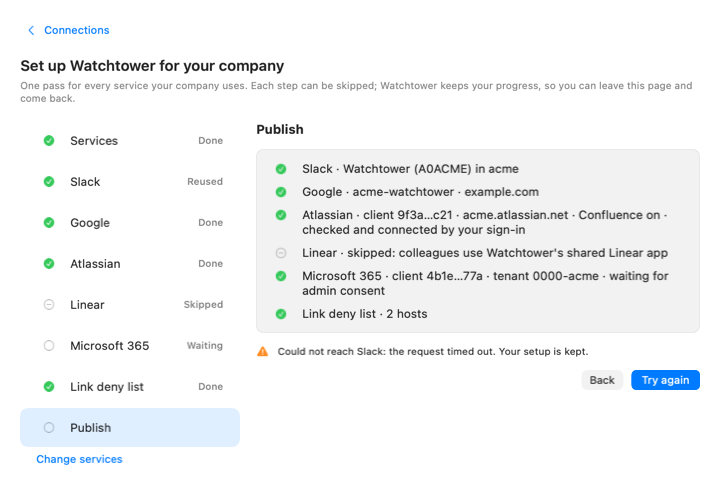 Connections
Set up Watchtower for your company
One pass for every service your company uses. Each step can be skipped; Watchtower keeps your progress, so you can leave this page and
come back.
Services Done
Slack Reused
Google Done
Atlassian Done
Linear Skipped
Microsoft 365 Waiting
Link deny list Done
Publish
Change services
Publish
Slack · Watchtower (A0ACME) in acme
Google · acme-watchtower · example.com
Atlassian · client 9f3a…c21 · acme.atlassian.net · Confluence on ·
checked and connected by your sign-in
Linear · skipped: colleagues use Watchtower's shared Linear app
Microsoft 365 · client 4b1e…77a · tenant 0000-acme · waiting for
admin consent
Link deny list · 2 hosts
Could not reach Slack: the request timed out. Your setup is kept.
Back
Try again